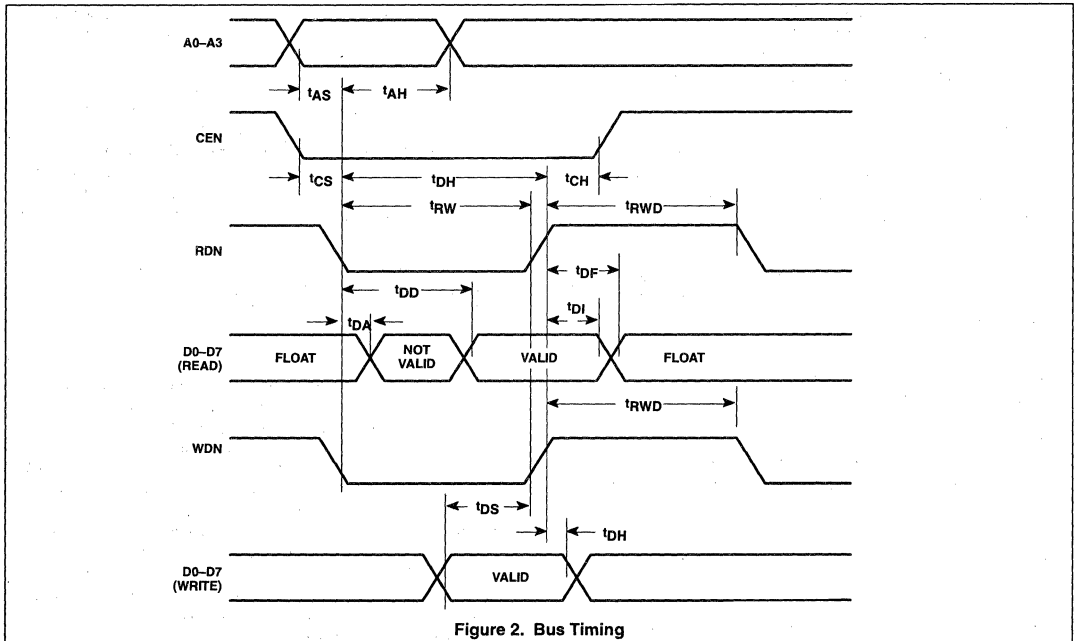 A0–A3
tAS
tAH
CEN
tCS
tDH
tCH
tRW
tRWD
RDN
tDF
tDD
tDI
tDA
D0–D7
(READ)
FLOAT
NOT
VALID
VALID
FLOAT
tRWD
WDN
tDS
tDH
D0–D7
(WRITE)
VALID
Figure 2. Bus Timing